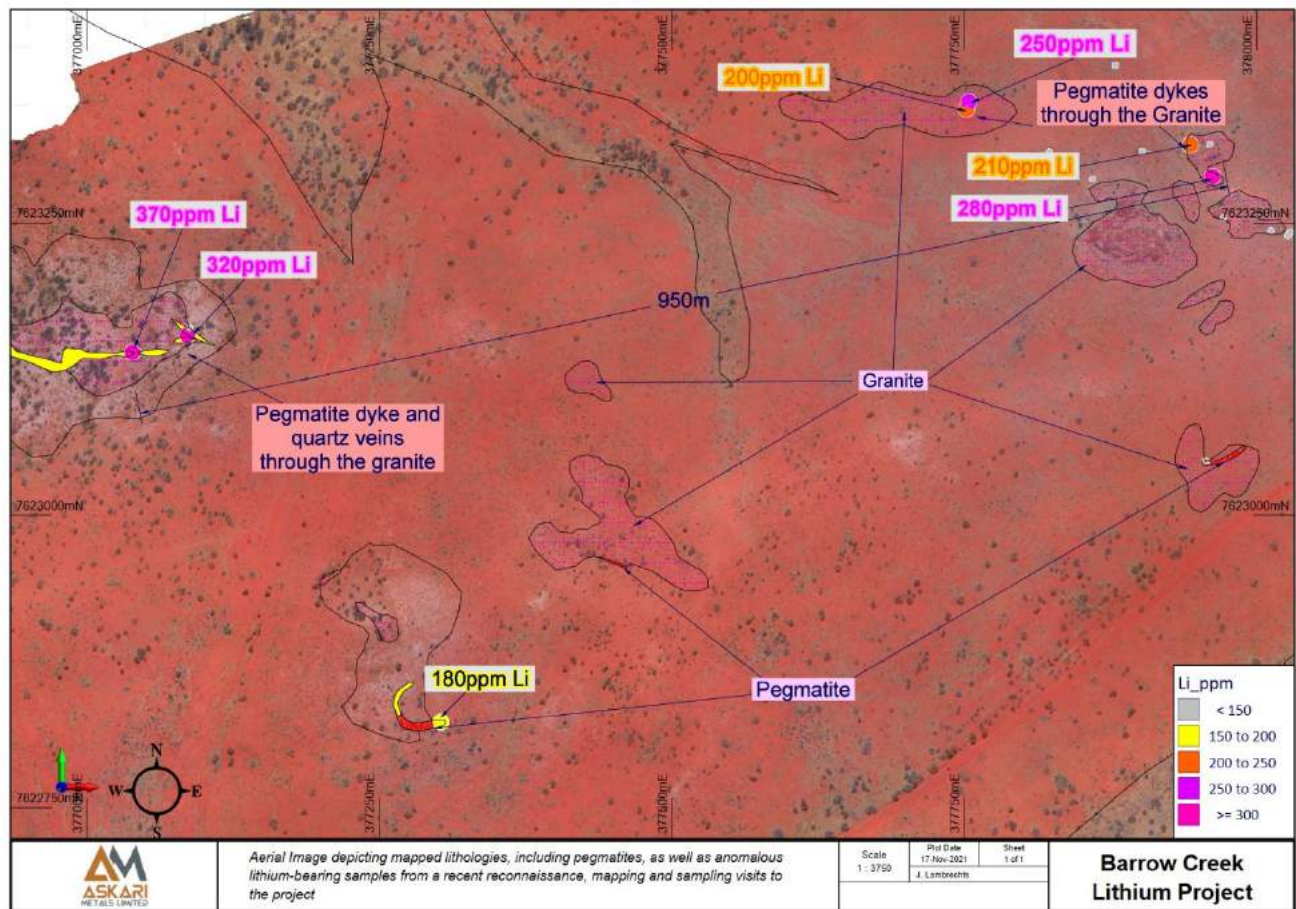 377000mE
377250mE
377500mE
377750mE
378000mE
250ppm Li
200ppm Li
Pegmatite dykes
through the Granite
210ppm Li
280ppm Li
7623250mN
7623250mN
370ppm Li
320ppm Li
950m
Granite
Pegmatite dyke and
quartz veins
through the granite
7623000mN
7623000mN
180ppm Li
Pegmatite
Li_ppm
< 150
150 to 200
200 to 250
250 to 300
>= 300
N
W
E
S
7622750mN
377000mE
377250mE
377500mE
377750mE
AM
ASKARI
METALS LIMITED
Aerial Image depicting mapped lithologies, including pegmatites, as well as anomalous
lithium-bearing samples from a recent reconnaissance, mapping and sampling visits to
the project
Scale
1 : 3750
Plot Date
17-Nov-2021
Sheet
1 of 1
J. Lambrechts
Barrow Creek
Lithium Project